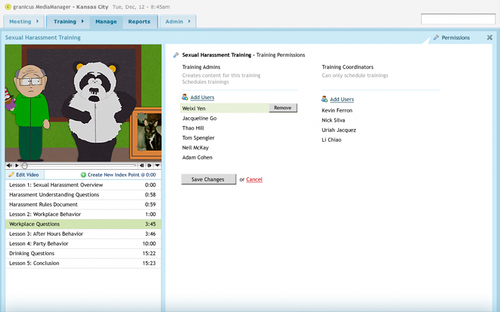 granicus MediaManager - Kansas City Tue, Dec, 12 - 8:45am
Meeting Training Manage Reports Admin
Sexual Harassment Training
Permissions
Sexual Harassment Training - Training Permissions
Training Admins
Creates content for this training
Schedules trainings
Add Users
Weixi Yen
Remove
Jacqueline Go
Thao Hill
Tom Spengler
Neil McKay
Adam Cohen
Training Coordinators
Can only schedule trainings
Add Users
Kevin Ferron
Nick Silva
Uriah Jacquez
Li Chiao
Save Changes or Cancel
Edit Video
Create New Index Point @ 0:00
Lesson 1: Sexual Harassment Overview 0:00
Harassment Understanding Questions 0:58
Harassment Rules Document 0:59
Lesson 2: Workplace Behavior 1:00
Workplace Questions 3:45
Lesson 3: After Hours Behavior 3:46
Lesson 4: Party Behavior 10:00
Drinking Questions 15:22
Lesson 5: Conclusion 15:23